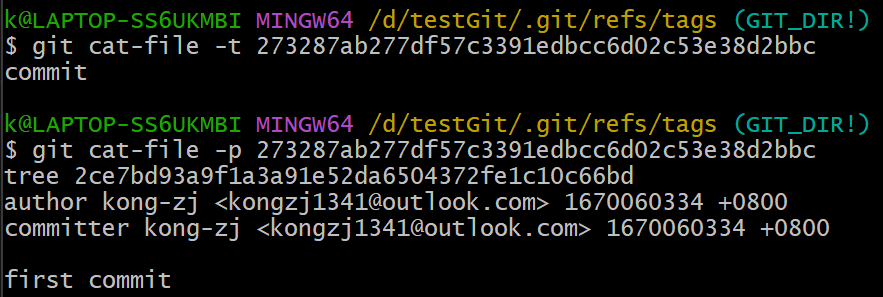 k@LAPTOP-SS6UKMBI MINGW64 /d/testGit/.git/refs/tags (GIT_DIR!)
$ git cat-file -t 273287ab277df57c3391edbcc6d02c53e38d2bbc
commit
k@LAPTOP-SS6UKMBI MINGW64 /d/testGit/.git/refs/tags (GIT_DIR!)
$ git cat-file -p 273287ab277df57c3391edbcc6d02c53e38d2bbc
tree 2ce7bd93a9f1a3a91e52da6504372fe1c10c66bd
author kong-zj <kongzj1341@outlook.com> 1670060334 +0800
committer kong-zj <kongzj1341@outlook.com> 1670060334 +0800
first commit